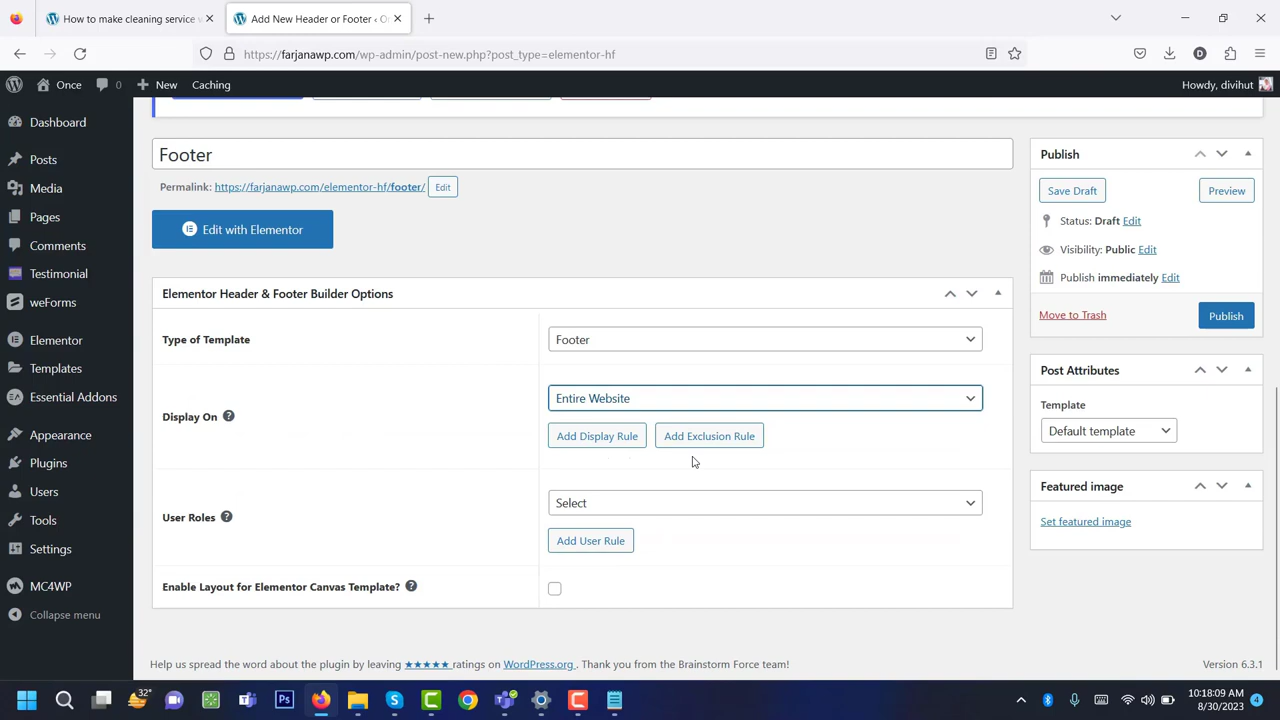 How to make cleaning service w
Add New Header or Footer ‹ O
https://farjanawp.com/wp-admin/post-new.php?post_type=elementor-hf
Once
0
New
Caching
Howdy, divihut
Dashboard
Posts
Media
Pages
Comments
Testimonial
weForms
Elementor
Templates
Essential Addons
Appearance
Plugins
Users
Tools
Settings
MC4WP
Collapse menu
Footer
Permalink: https://farjanawp.com/elementor-hf/footer/ Edit
Edit with Elementor
Elementor Header & Footer Builder Options
Type of Template
Footer
Display On
Entire Website
Add Display Rule
Add Exclusion Rule
User Roles
Select
Add User Rule
Enable Layout for Elementor Canvas Template?
Help us spread the word about the plugin by leaving ★★★★★ ratings on WordPress.org . Thank you from the Brainstorm Force team!
Version 6.3.1
Publish
Save Draft
Preview
Status: Draft Edit
Visibility: Public Edit
Publish immediately Edit
Move to Trash
Publish
Post Attributes
Template
Default template
Featured image
Set featured image
32°
Ps
10:18:09 AM
8/30/2023
4